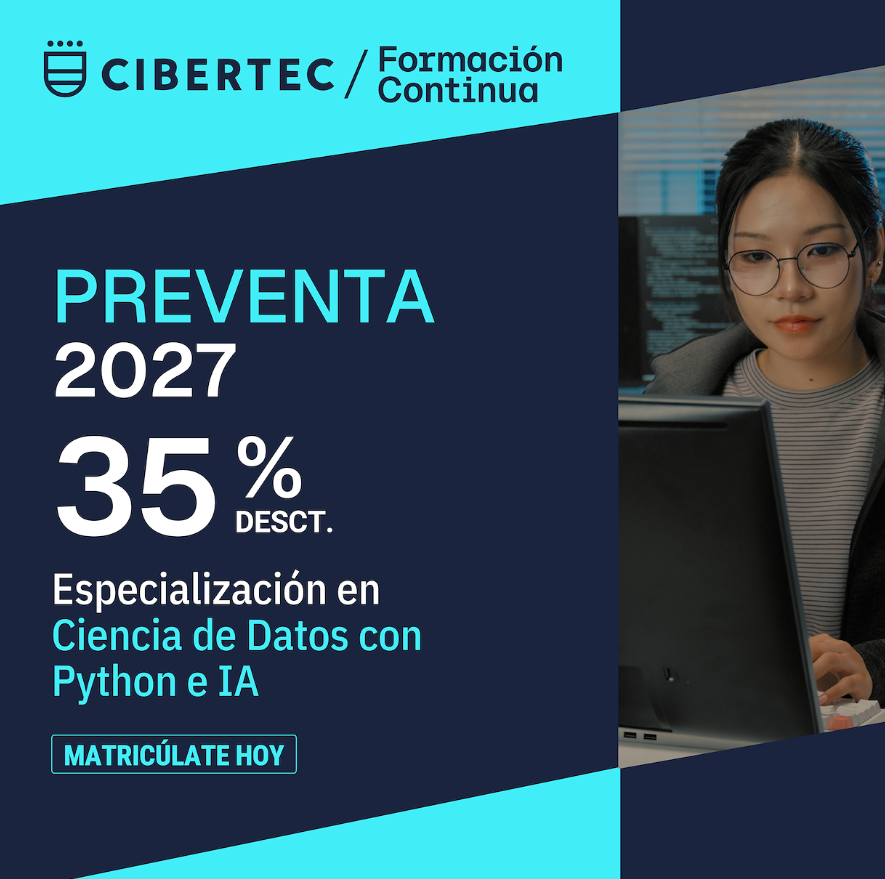 CIBERTEC / Formación Continua
PREVENTA
2027
35 %
DESCT.
Especialización en
Ciencia de Datos con
Python e IA
MATRICÚLATE HOY